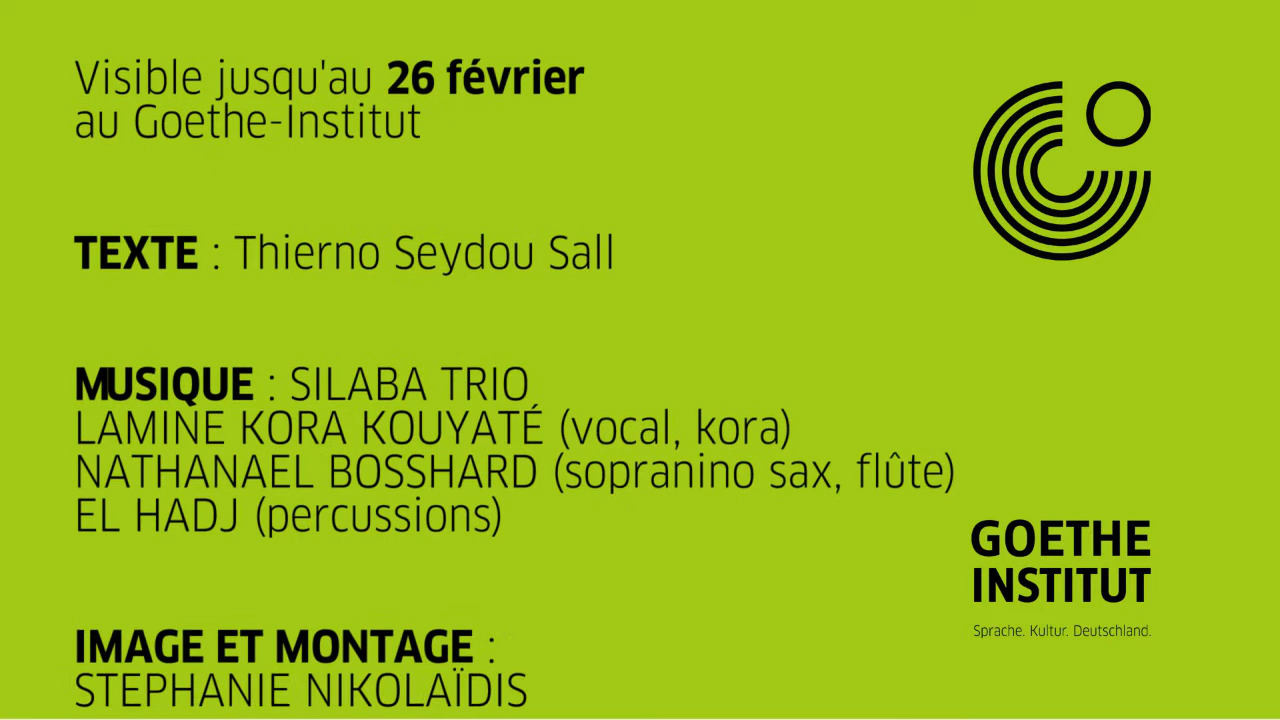 Visible jusqu'au 26 février
au Goethe-Institut
TEXTE : Thierno Seydou Sall
MUSIQUE : SILABA TRIO
LAMINE KORA KOUYATÉ (vocal, kora)
NATHANAEL BOSSHARD (sopranino sax, flûte)
EL HADJ (percussions)
IMAGE ET MONTAGE :
STEPHANIE NIKOLAÏDIS
GOETHE
INSTITUT
Sprache. Kultur. Deutschland.